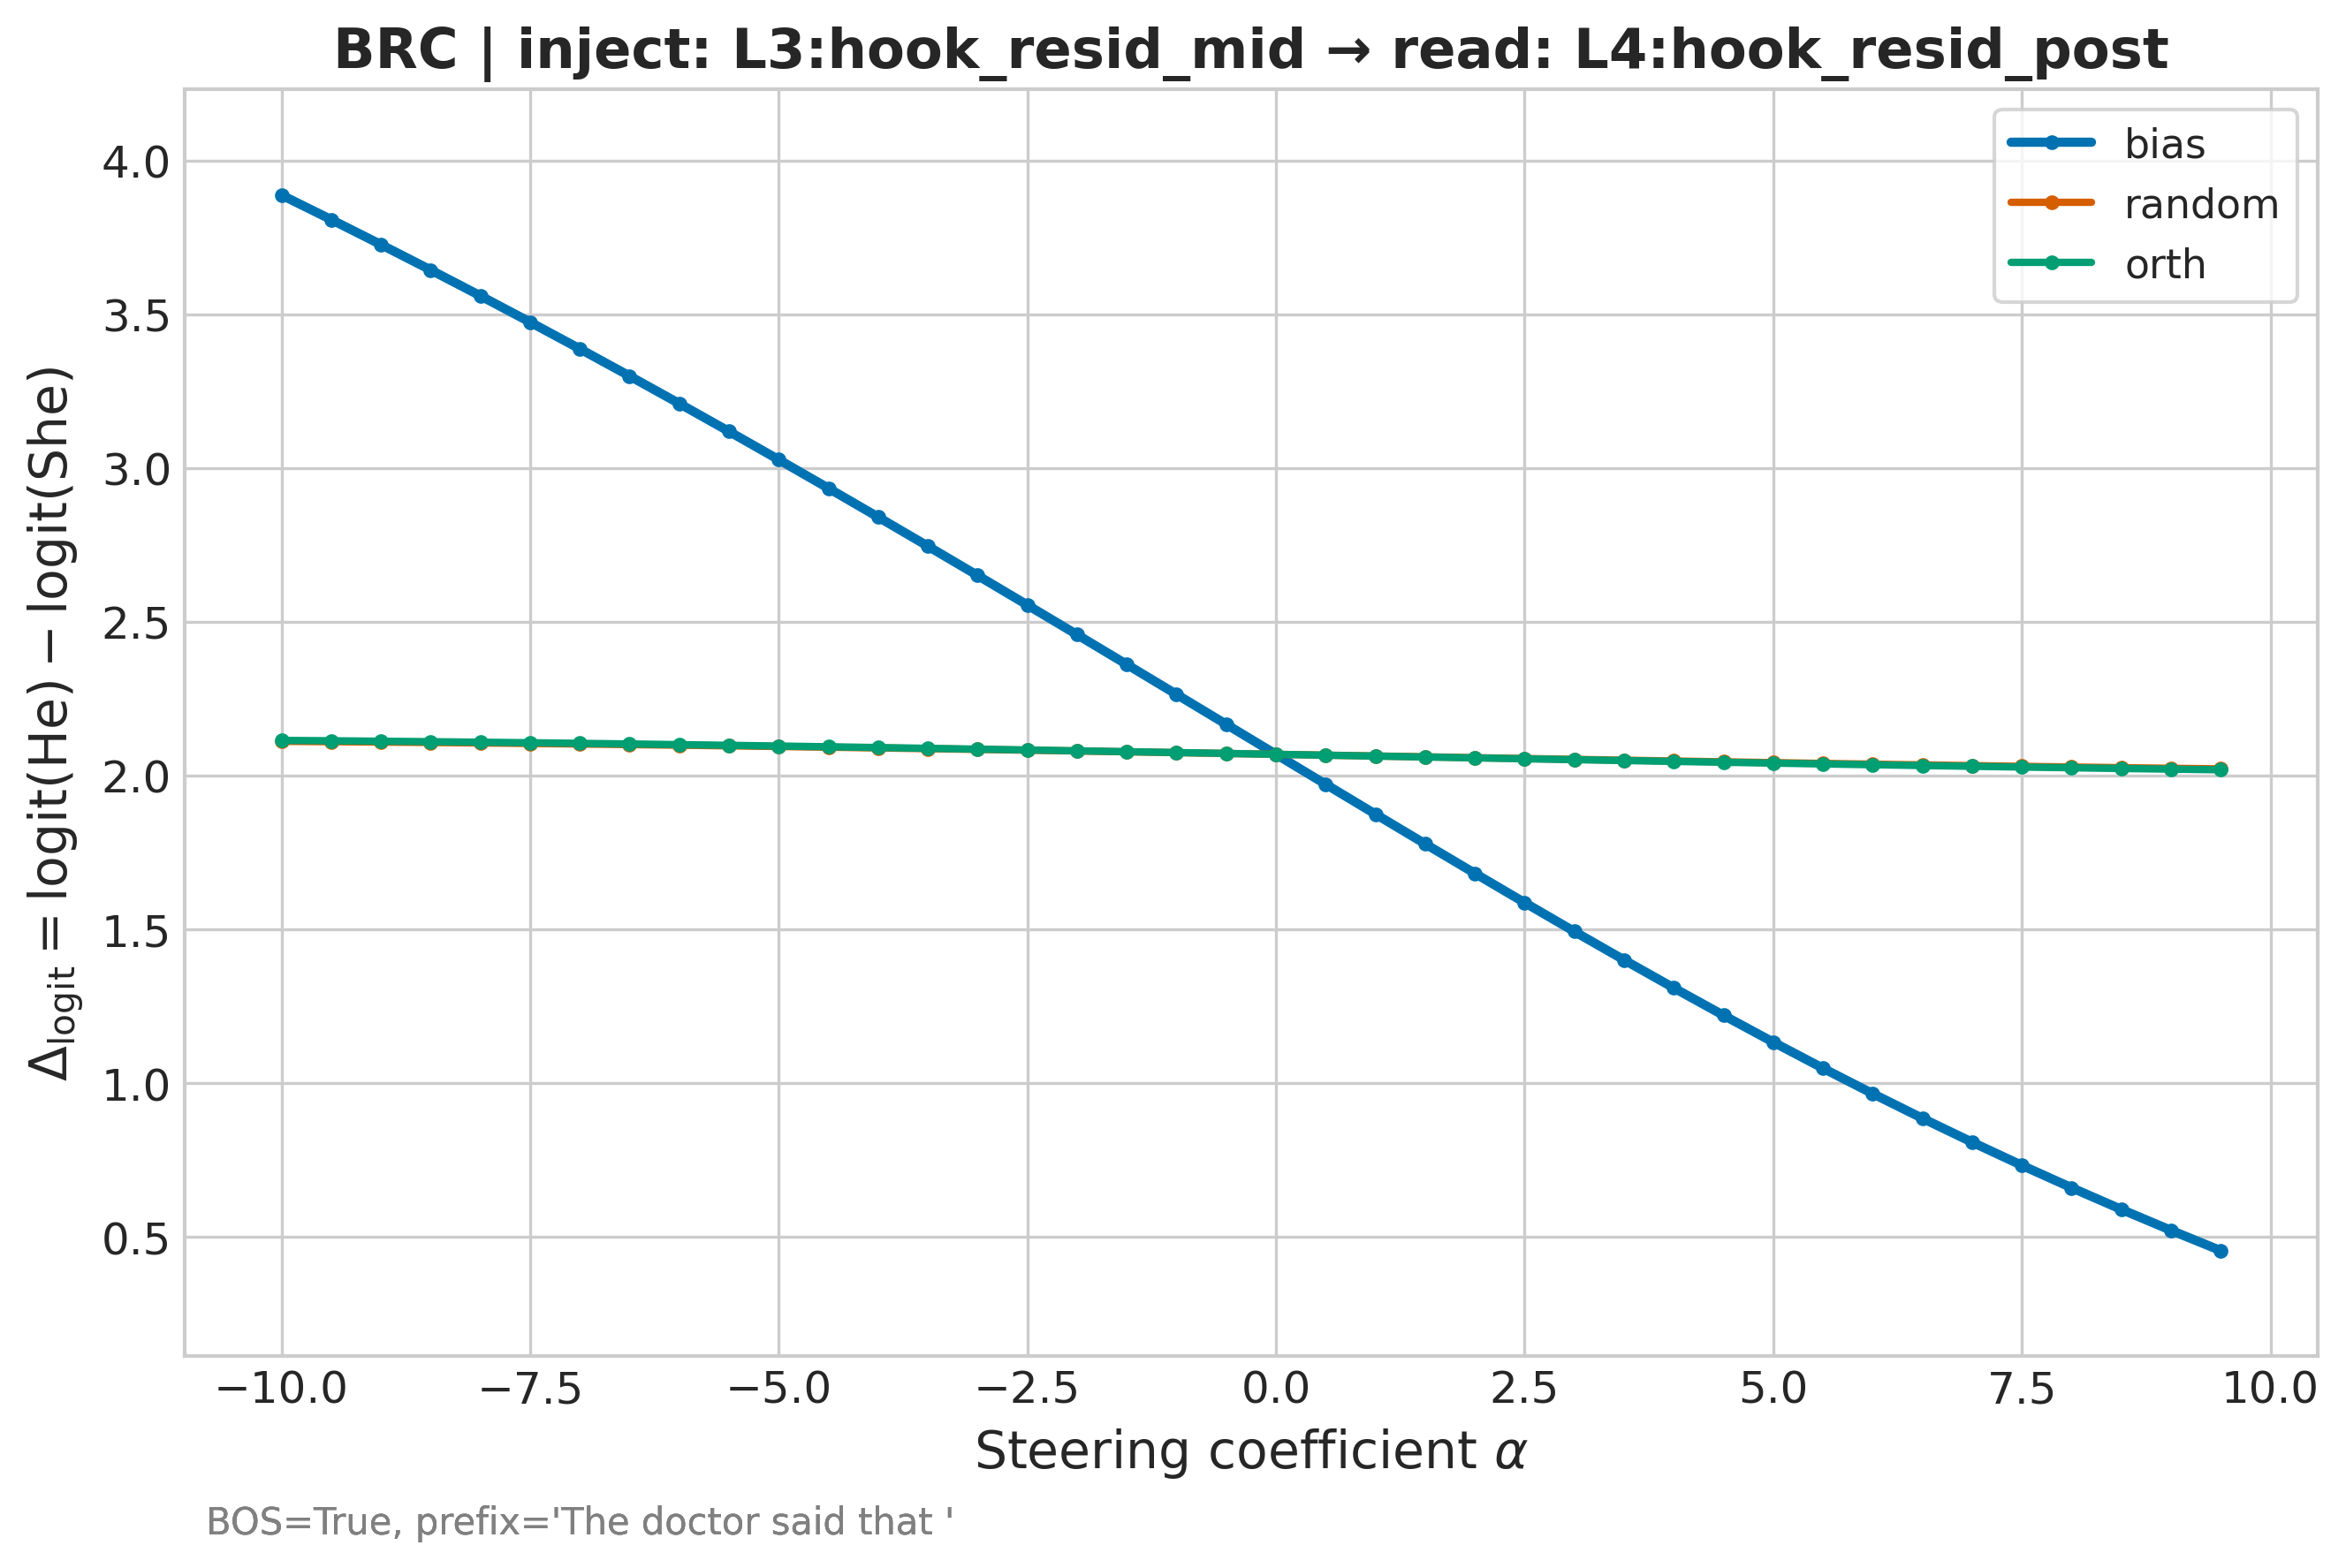 BRC | inject: L3:hook_resid_mid → read: L4:hook_resid_post
bias
random
orth
Δlogit = logit(He) − logit(She)
4.0
3.5
3.0
2.5
2.0
1.5
1.0
0.5
−10.0 −7.5 −5.0 −2.5 0.0 2.5 5.0 7.5 10.0
Steering coefficient α
BOS=True, prefix='The doctor said that '